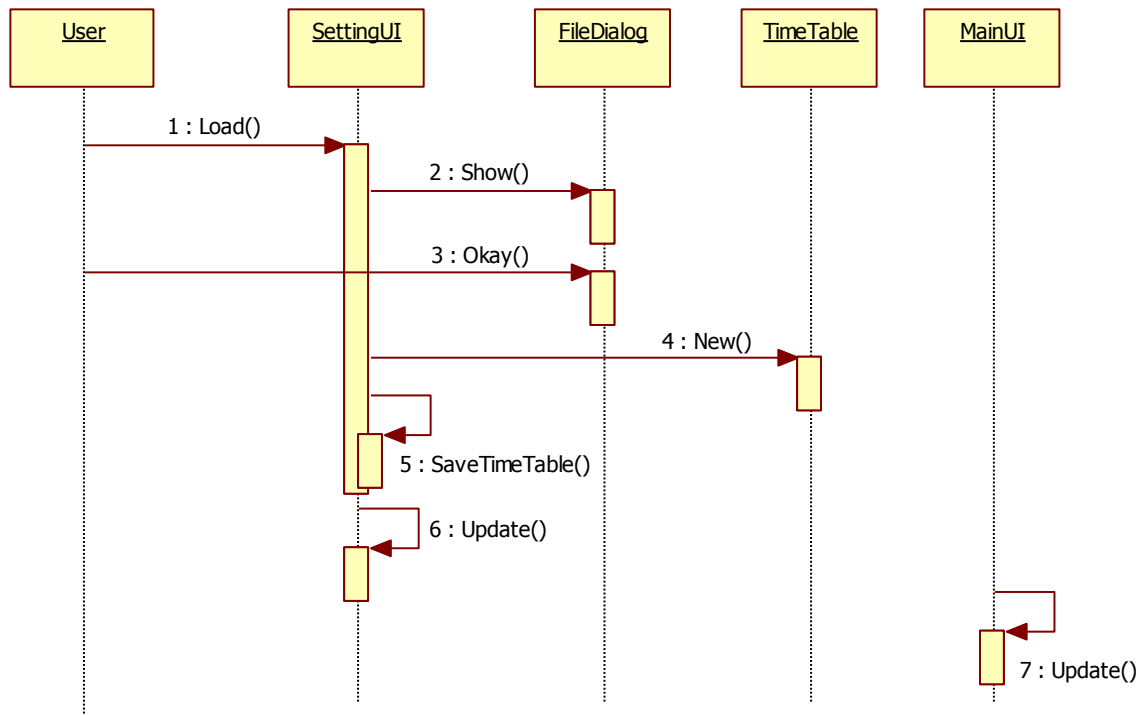 User
SettingUI
FileDialog
TimeTable
MainUI
1 : Load()
2 : Show()
3 : Okay()
4 : New()
5 : SaveTimeTable()
6 : Update()
7 : Update()